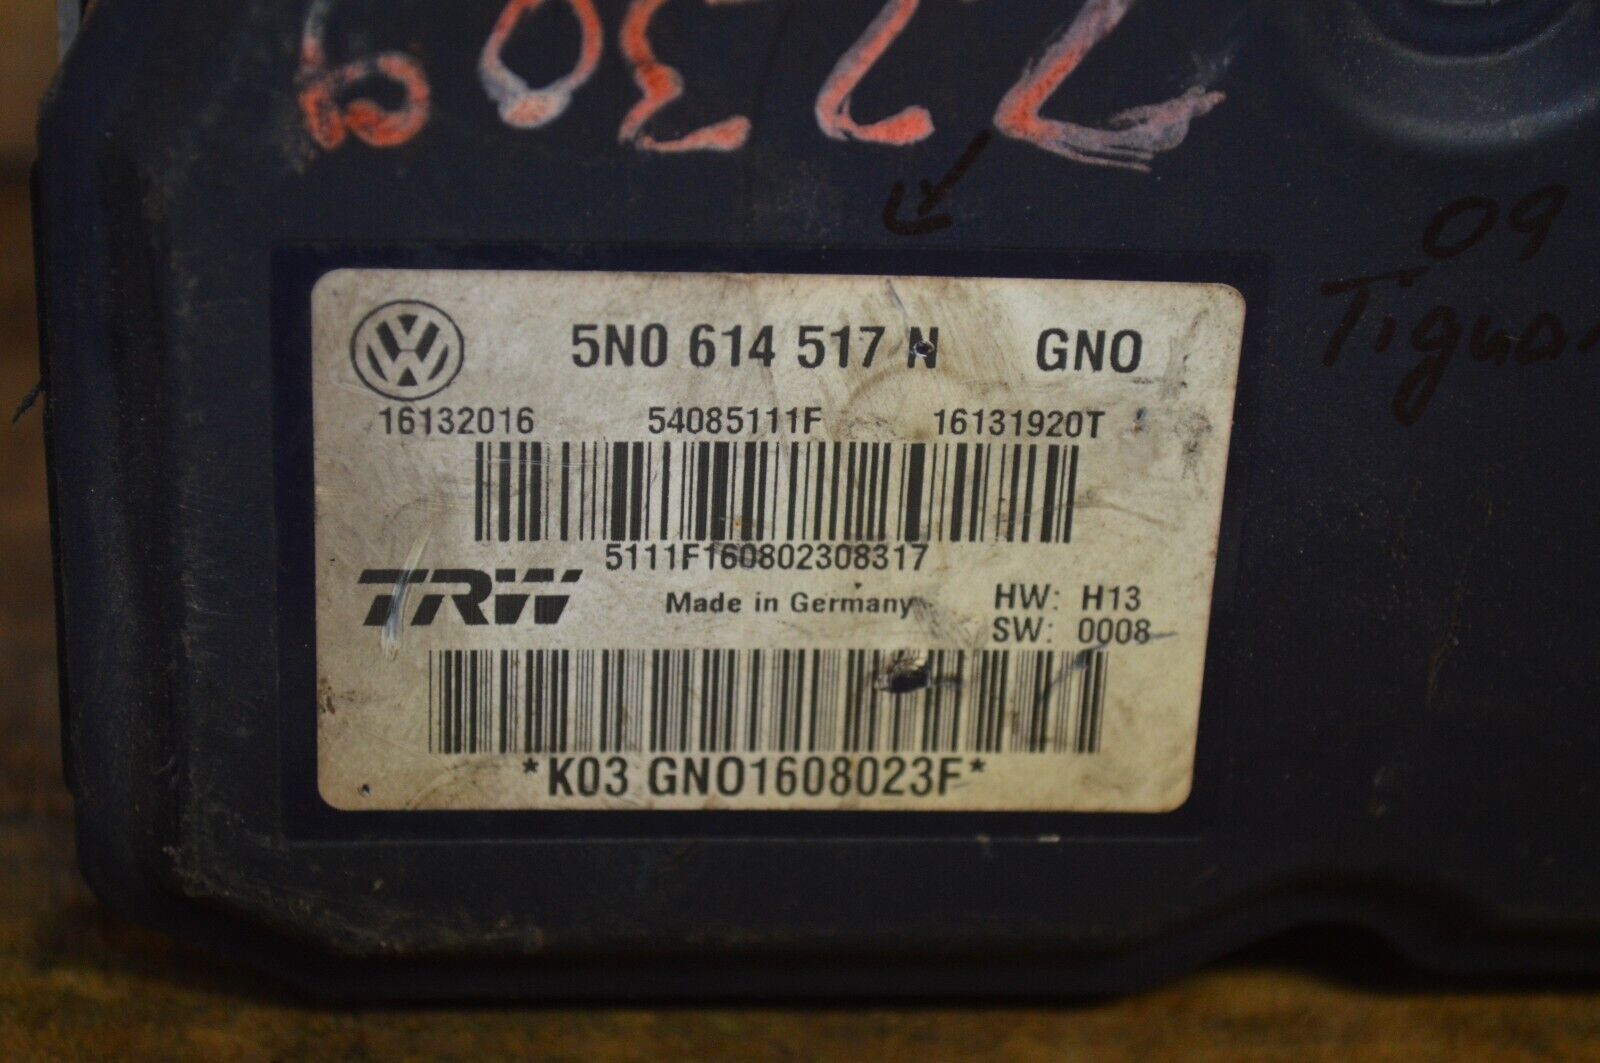 09
Tiguan
5N0 614 517 N GNO
16132016 54085111F 16131920T
5111F160802308317
TRW Made in Germany HW: H13
SW: 0008
*K03 GNO1608023F*